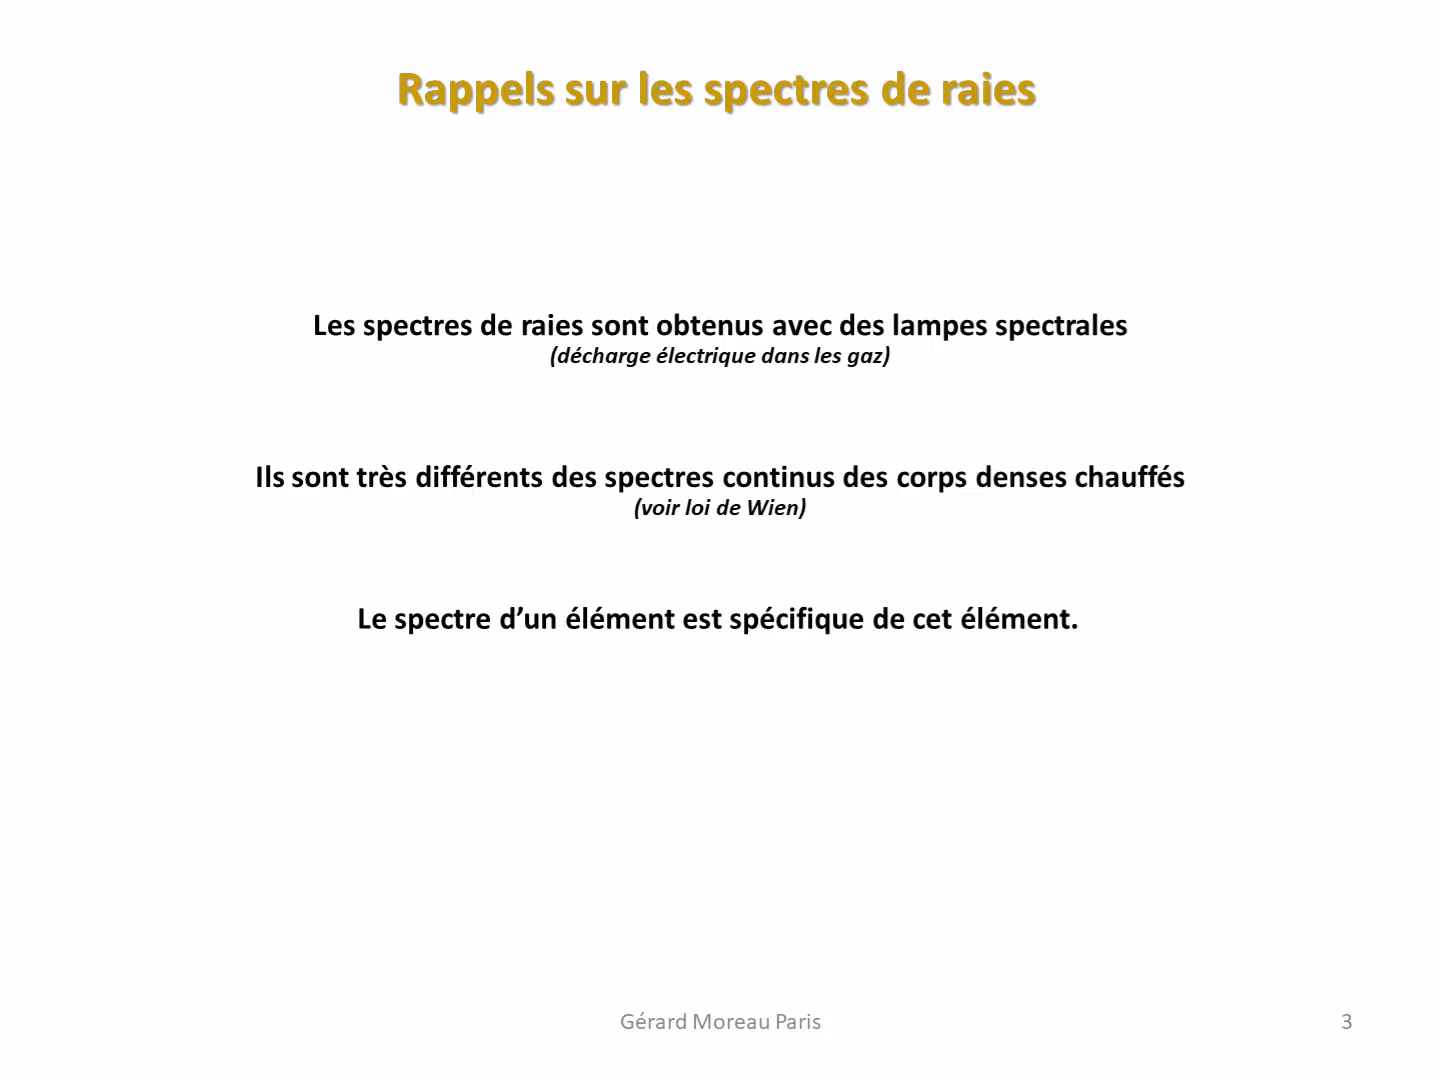 Rappels sur les spectres de raies
Les spectres de raies sont obtenus avec des lampes spectrales
(décharge électrique dans les gaz)
Ils sont très différents des spectres continus des corps denses chauffés
(voir loi de Wien)
Le spectre d’un élément est spécifique de cet élément.
Gérard Moreau Paris
3